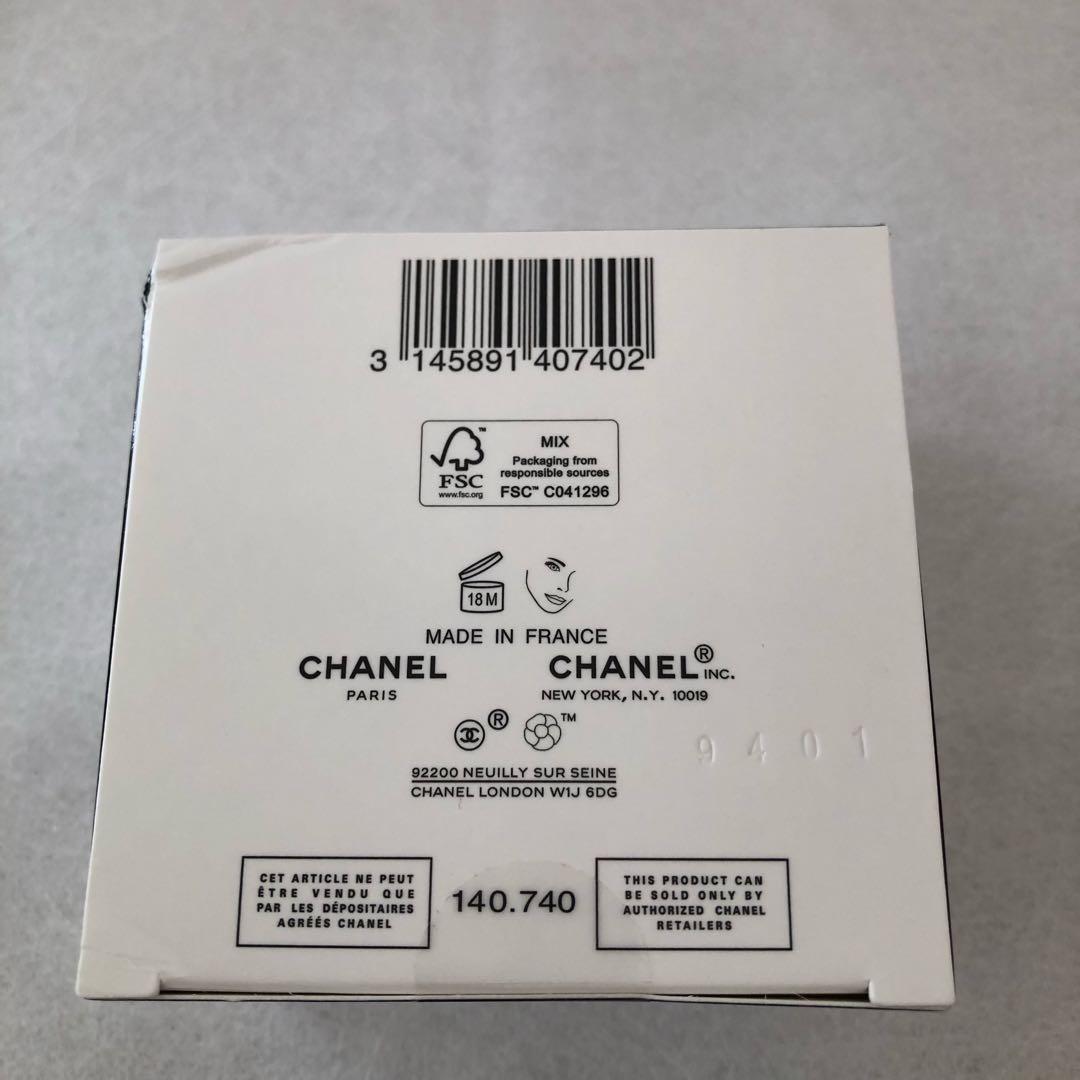 3 145891 407402
FSC™
www.fsc.org
MIX
Packaging from
responsible sources
FSC™ C041296
18M
MADE IN FRANCE
CHANEL
PARIS
CHANEL® INC.
NEW YORK, N.Y. 10019
® ™
9401
92200 NEUILLY SUR SEINE
CHANEL LONDON W1J 6DG
CET ARTICLE NE PEUT
ÊTRE VENDU QUE
PAR LES DÉPOSITAIRES
AGRÉÉS CHANEL
140.740
THIS PRODUCT CAN
BE SOLD ONLY BY
AUTHORIZED CHANEL
RETAILERS